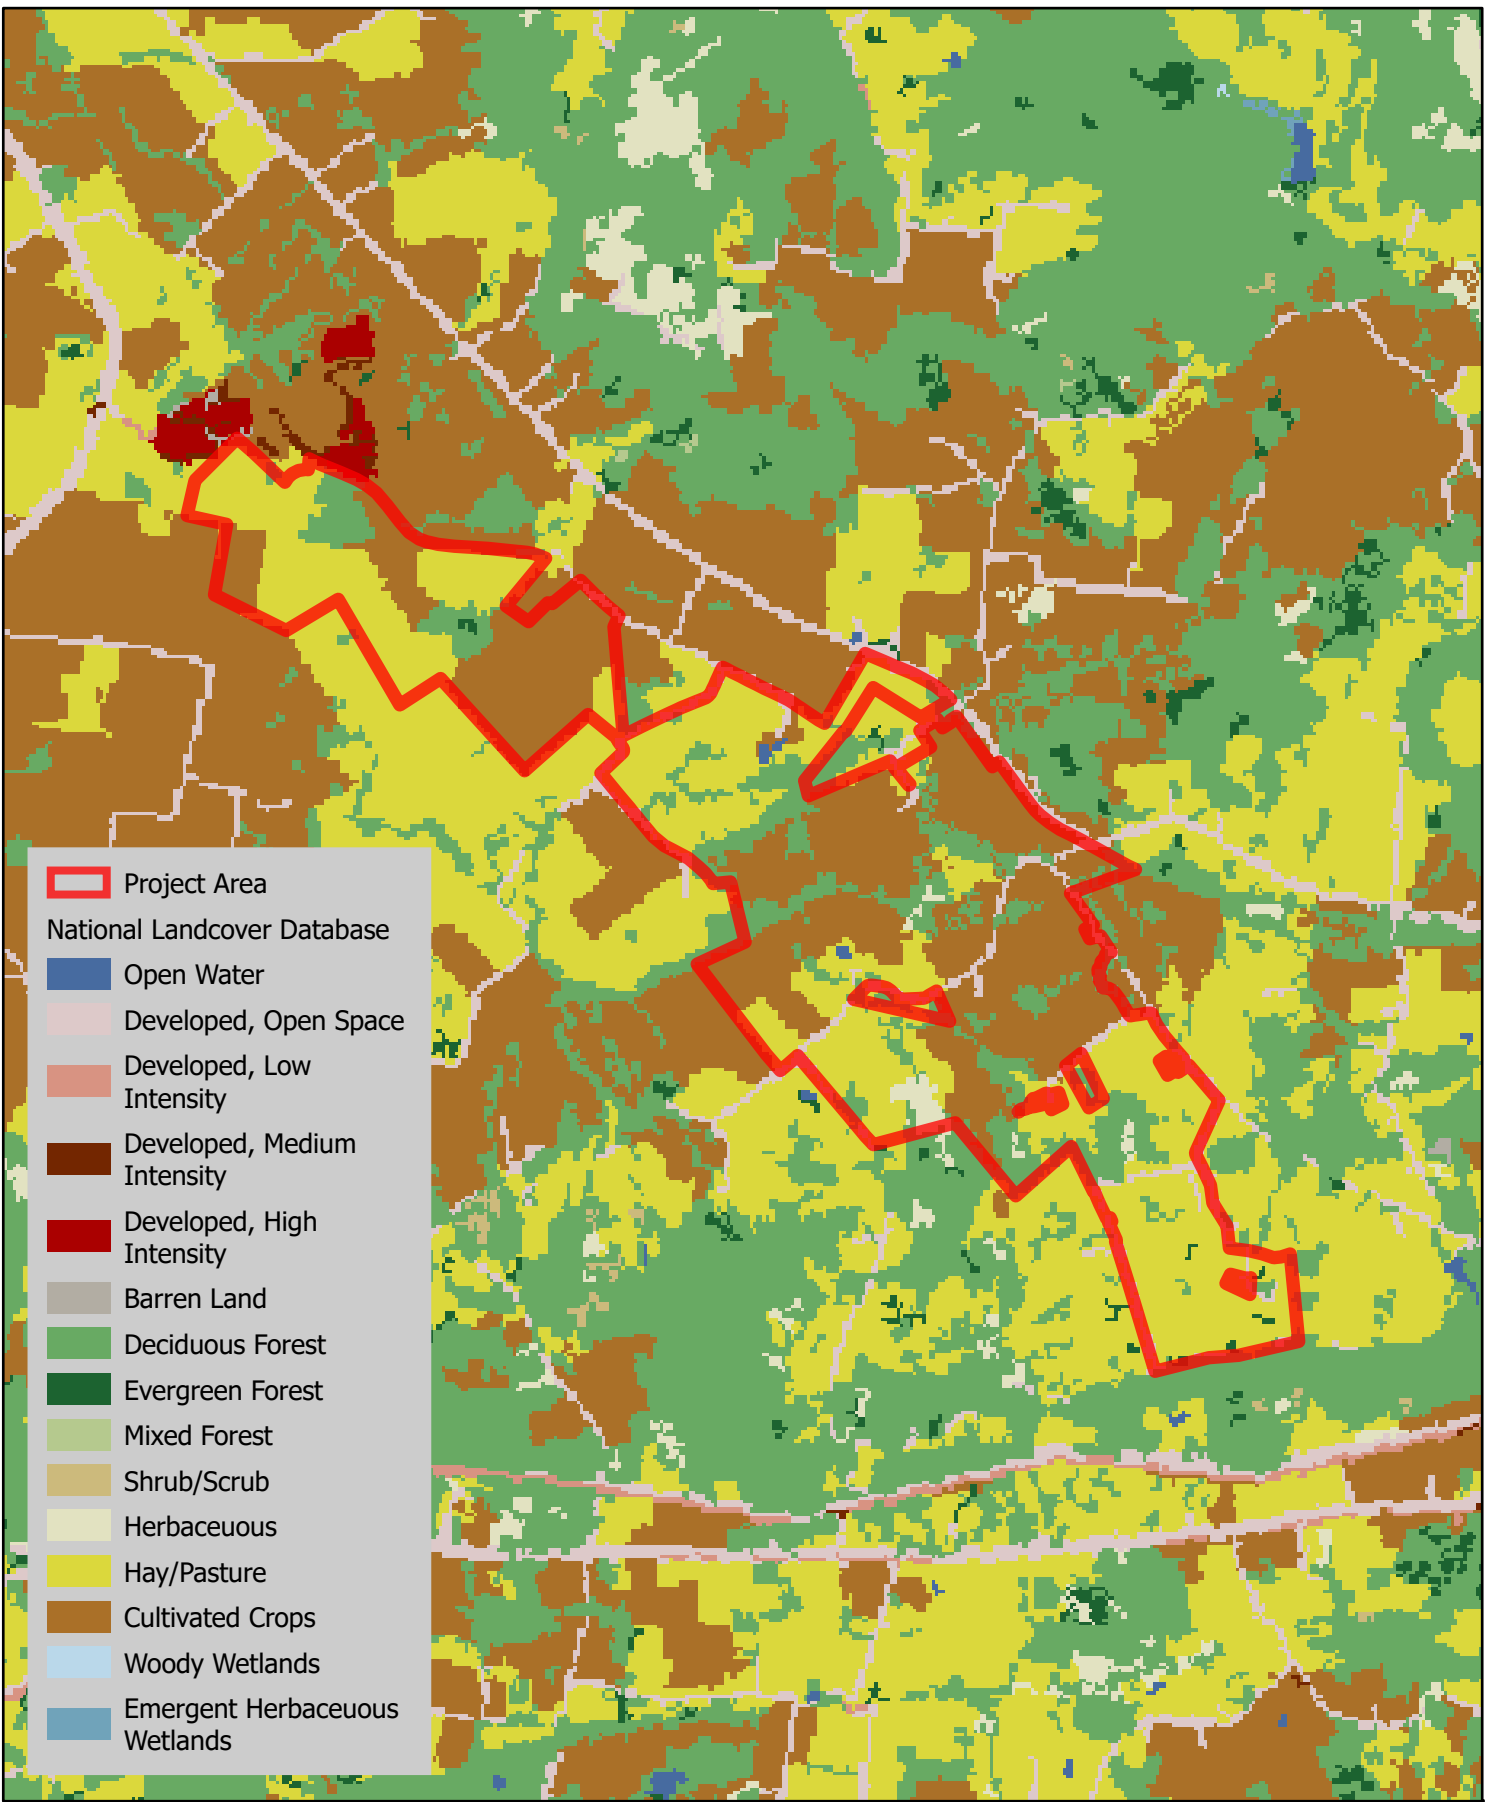 Project Area
National Landcover Database
Open Water
Developed, Open Space
Developed, Low
Intensity
Developed, Medium
Intensity
Developed, High
Intensity
Barren Land
Deciduous Forest
Evergreen Forest
Mixed Forest
Shrub/Scrub
Herbaceuous
Hay/Pasture
Cultivated Crops
Woody Wetlands
Emergent Herbaceuous
Wetlands